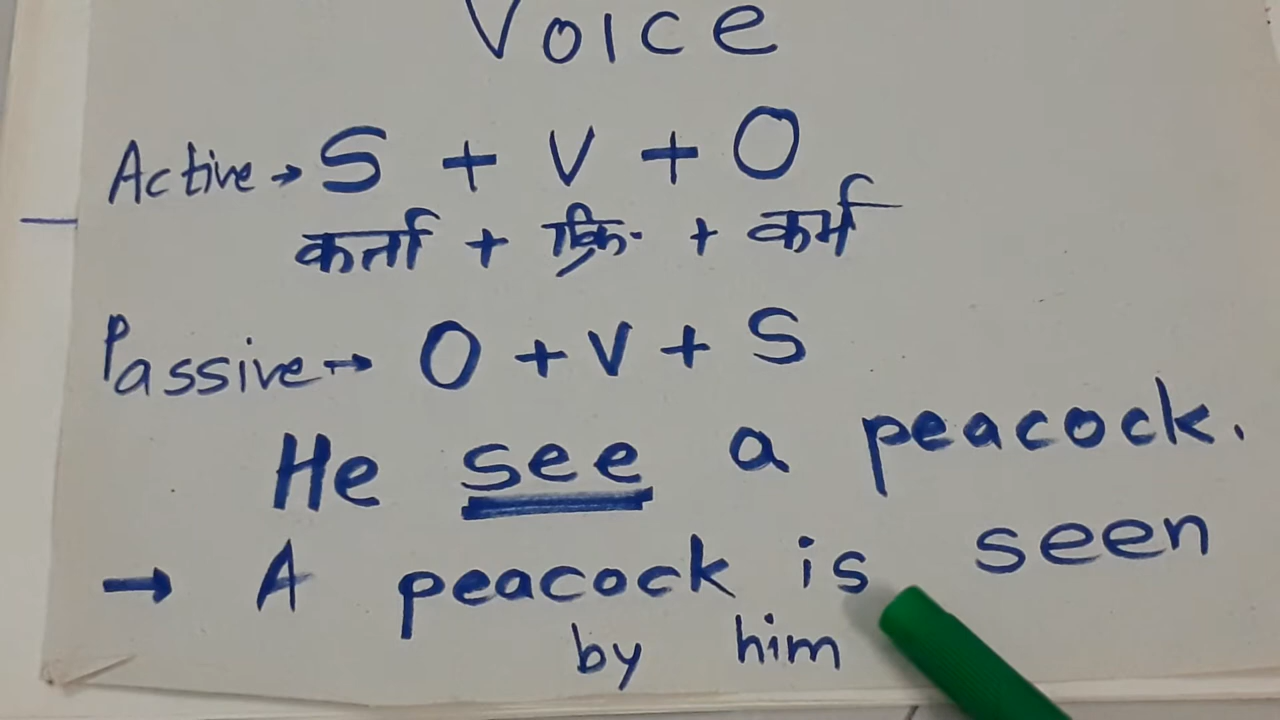 Voice
Active → S + V + O
कर्ता + क्रि. + कर्म
Passive → O + V + S
He see a peacock.
→ A peacock is seen
by him